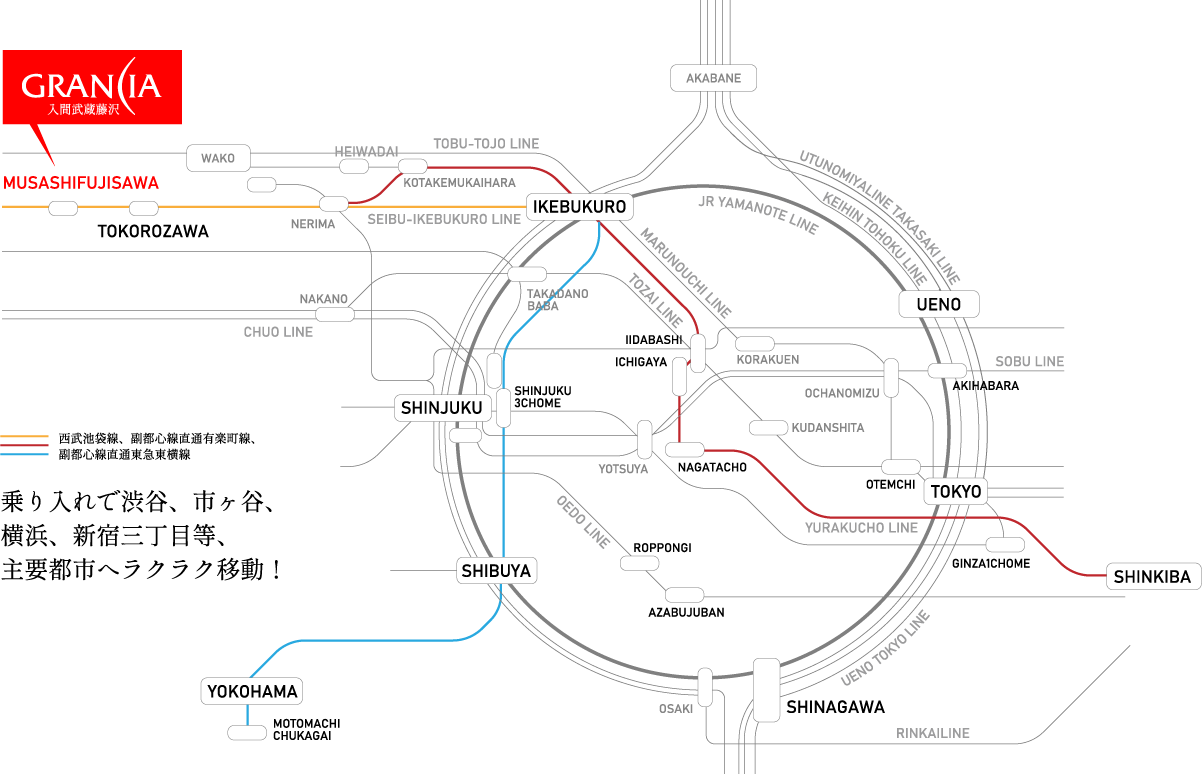 AKABANE
GRANCIA
入間武蔵藤沢
TOBU-TOJO LINE
HEIWADAI
WAKO
UTUNOMIYALINE TAKASAKI LINE
MUSASHIFUJISAWA
KOTAKEMUKAIHARA
KEIHIN TOHOKU LINE
JR YAMANOTE LINE
IKEBUKURO
SEIBU-IKEBUKURO LINE
NERIMA
TOKOROZAWA
MARUNOUCHI LINE
TOZAI LINE
TAKADANO
BABA
NAKANO
UENO
CHUO LINE
IIDABASHI
ICHIGAYA
KORAKUEN
SOBU LINE
AKIHABARA
OCHANOMIZU
SHINJUKU
3CHOME
SHINJUKU
KUDANSHITA
西武池袋線、副都心線直通有楽町線、
副都心線直通東急東横線
YOTSUYA
NAGATACHO
OTEMCHI
TOKYO
乗り入れで渋谷、市ヶ谷、
横浜、新宿三丁目等、
主要都市へラクラク移動！
OEDO LINE
YURAKUCHO LINE
ROPPONGI
GINZA1CHOME
SHIBUYA
SHINKIBA
AZABUJUBAN
UENO TOKYO LINE
YOKOHAMA
OSAKI
SHINAGAWA
MOTOMACHI
CHUKAGAI
RINKAILINE